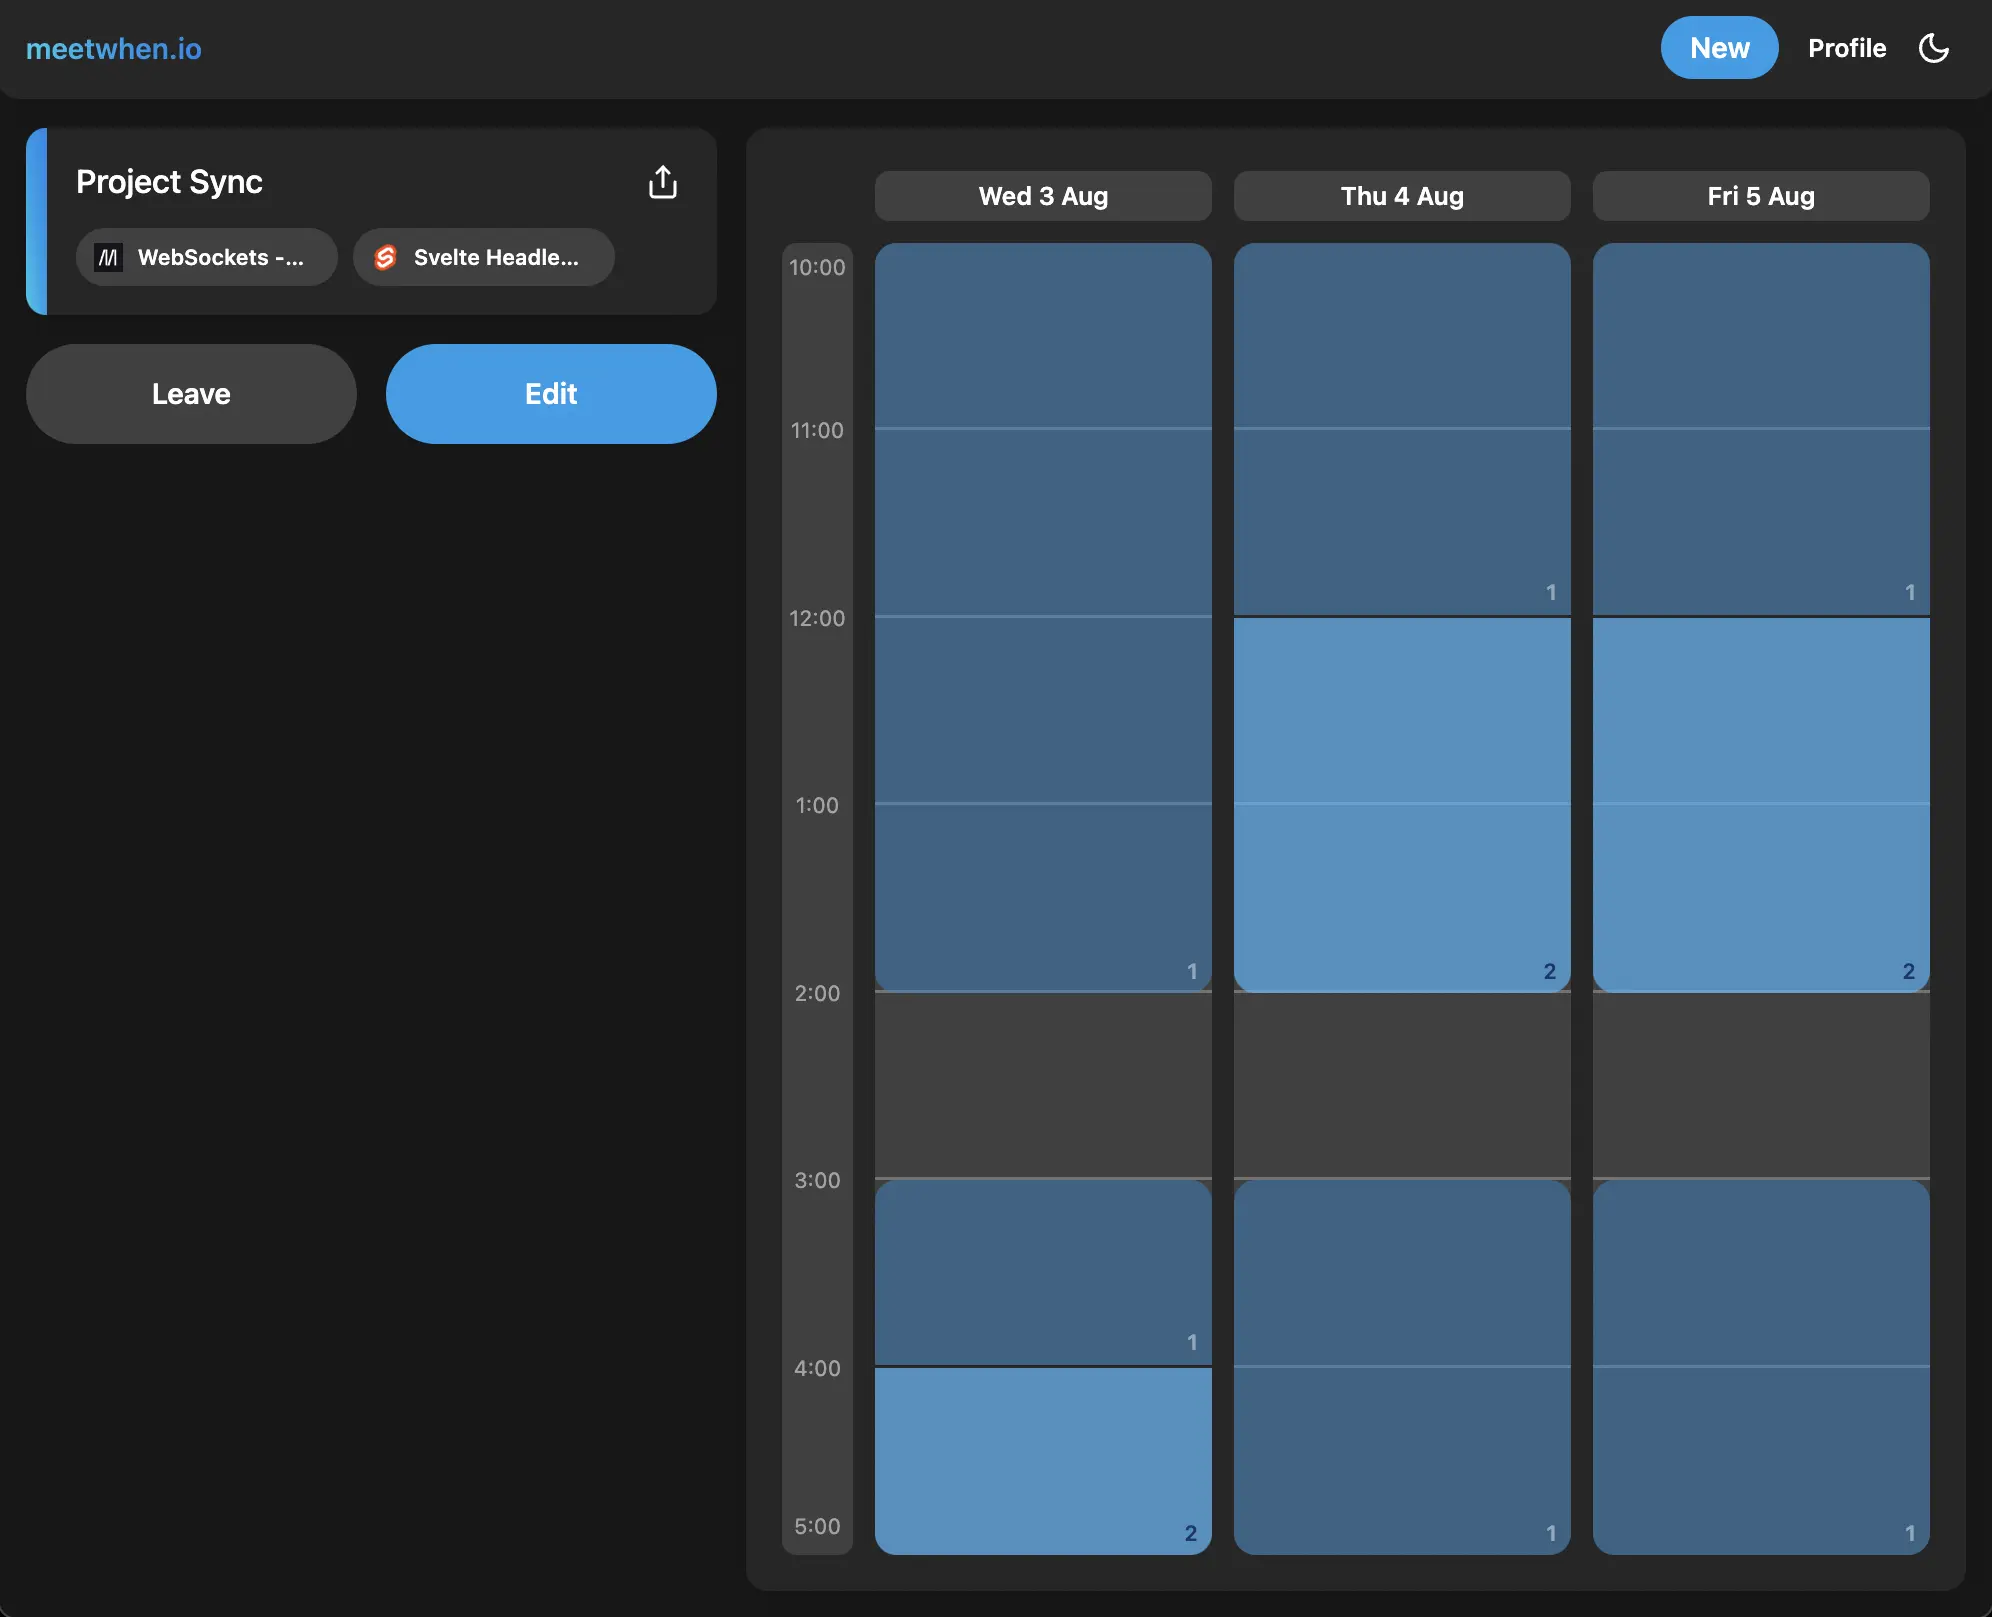 meetwhen.io
New
Profile
Project Sync
WebSockets -...
Svelte Headle...
Leave
Edit
Wed 3 Aug
Thu 4 Aug
Fri 5 Aug
10:00
11:00
1
1
12:00
1:00
1
2
2
2:00
3:00
1
4:00
5:00
2
1
1